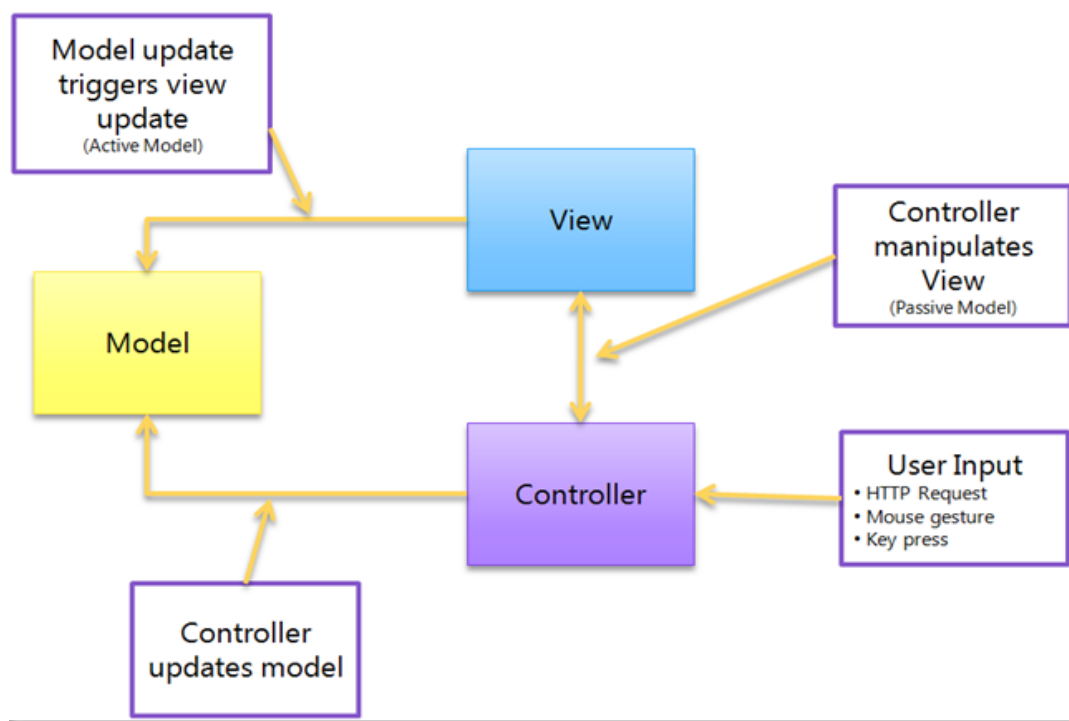 Model update
triggers view
update
(Active Model)
View
Controller
manipulates
View
(Passive Model)
Model
Controller
User Input
• HTTP Request
• Mouse gesture
• Key press
Controller
updates model